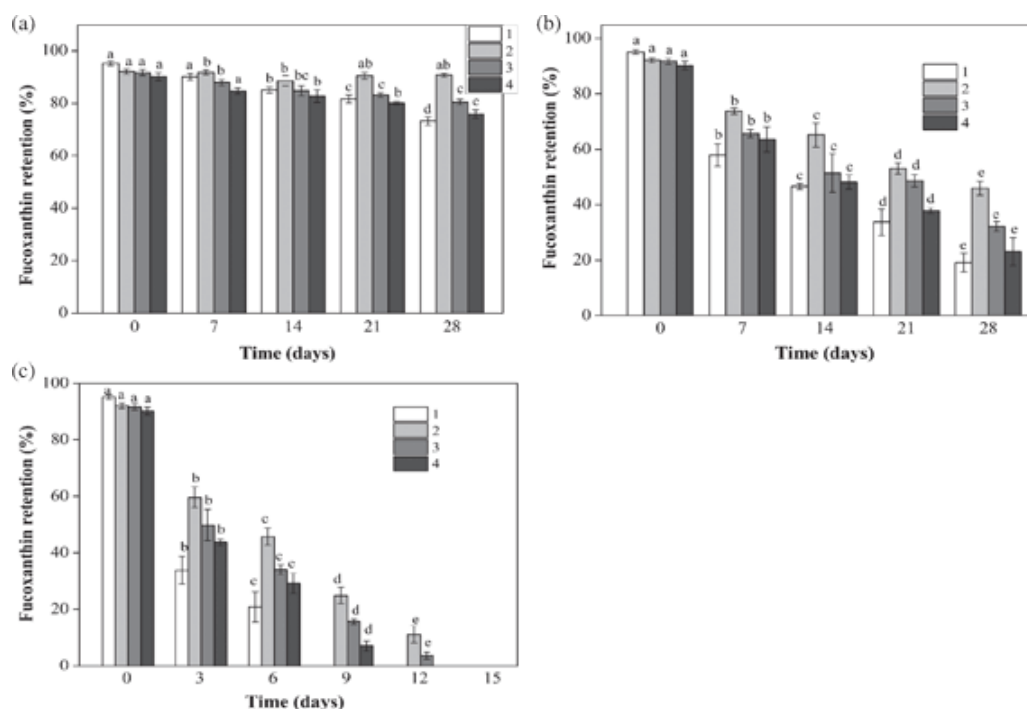 (a)
Fucoxanthin retention (%)
100
80
60
40
20
0
a a a a
a b b a
b b bc b
c ab c b
d ab c c
1
2
3
4
0 7 14 21 28
Time (days)
(b)
Fucoxanthin retention (%)
100
80
60
40
20
0
a a a a
b b b b
c c c c
d d d d
e e e e
1
2
3
4
0 7 14 21 28
Time (days)
(c)
Fucoxanthin retention (%)
100
80
60
40
20
0
a a a a
b b b b
c c c c
d d d
e e
1
2
3
4
0 3 6 9 12 15
Time (days)